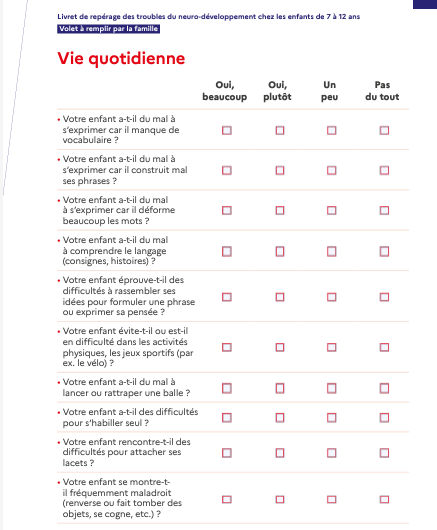 Livret de repérage des troubles du neuro-développement chez les enfants de 7 à 12 ans
Volet à remplir par la famille
Vie quotidienne
Oui, beaucoup
Oui, plutôt
Un peu
Pas du tout
• Votre enfant a-t-il du mal à
s'exprimer car il manque de
vocabulaire ?
• Votre enfant a-t-il du mal à
s'exprimer car il construit mal
ses phrases ?
• Votre enfant a-t-il du mal
à s'exprimer car il déforme
beaucoup les mots ?
• Votre enfant a-t-il du mal
à comprendre le langage
(consignes, histoires) ?
• Votre enfant éprouve-t-il des
difficultés à rassembler ses
idées pour formuler une phrase
ou exprimer sa pensée ?
• Votre enfant évite-t-il ou est-il
en difficulté dans les activités
physiques, les jeux sportifs (par
ex. le vélo) ?
• Votre enfant a-t-il du mal à
lancer ou rattraper une balle ?
• Votre enfant a-t-il des difficultés
pour s'habiller seul ?
• Votre enfant rencontre-t-il des
difficultés pour attacher ses
lacets ?
• Votre enfant se montre-t-
il fréquemment maladroit
(renverse ou fait tomber des
objets, se cogne, etc.) ?